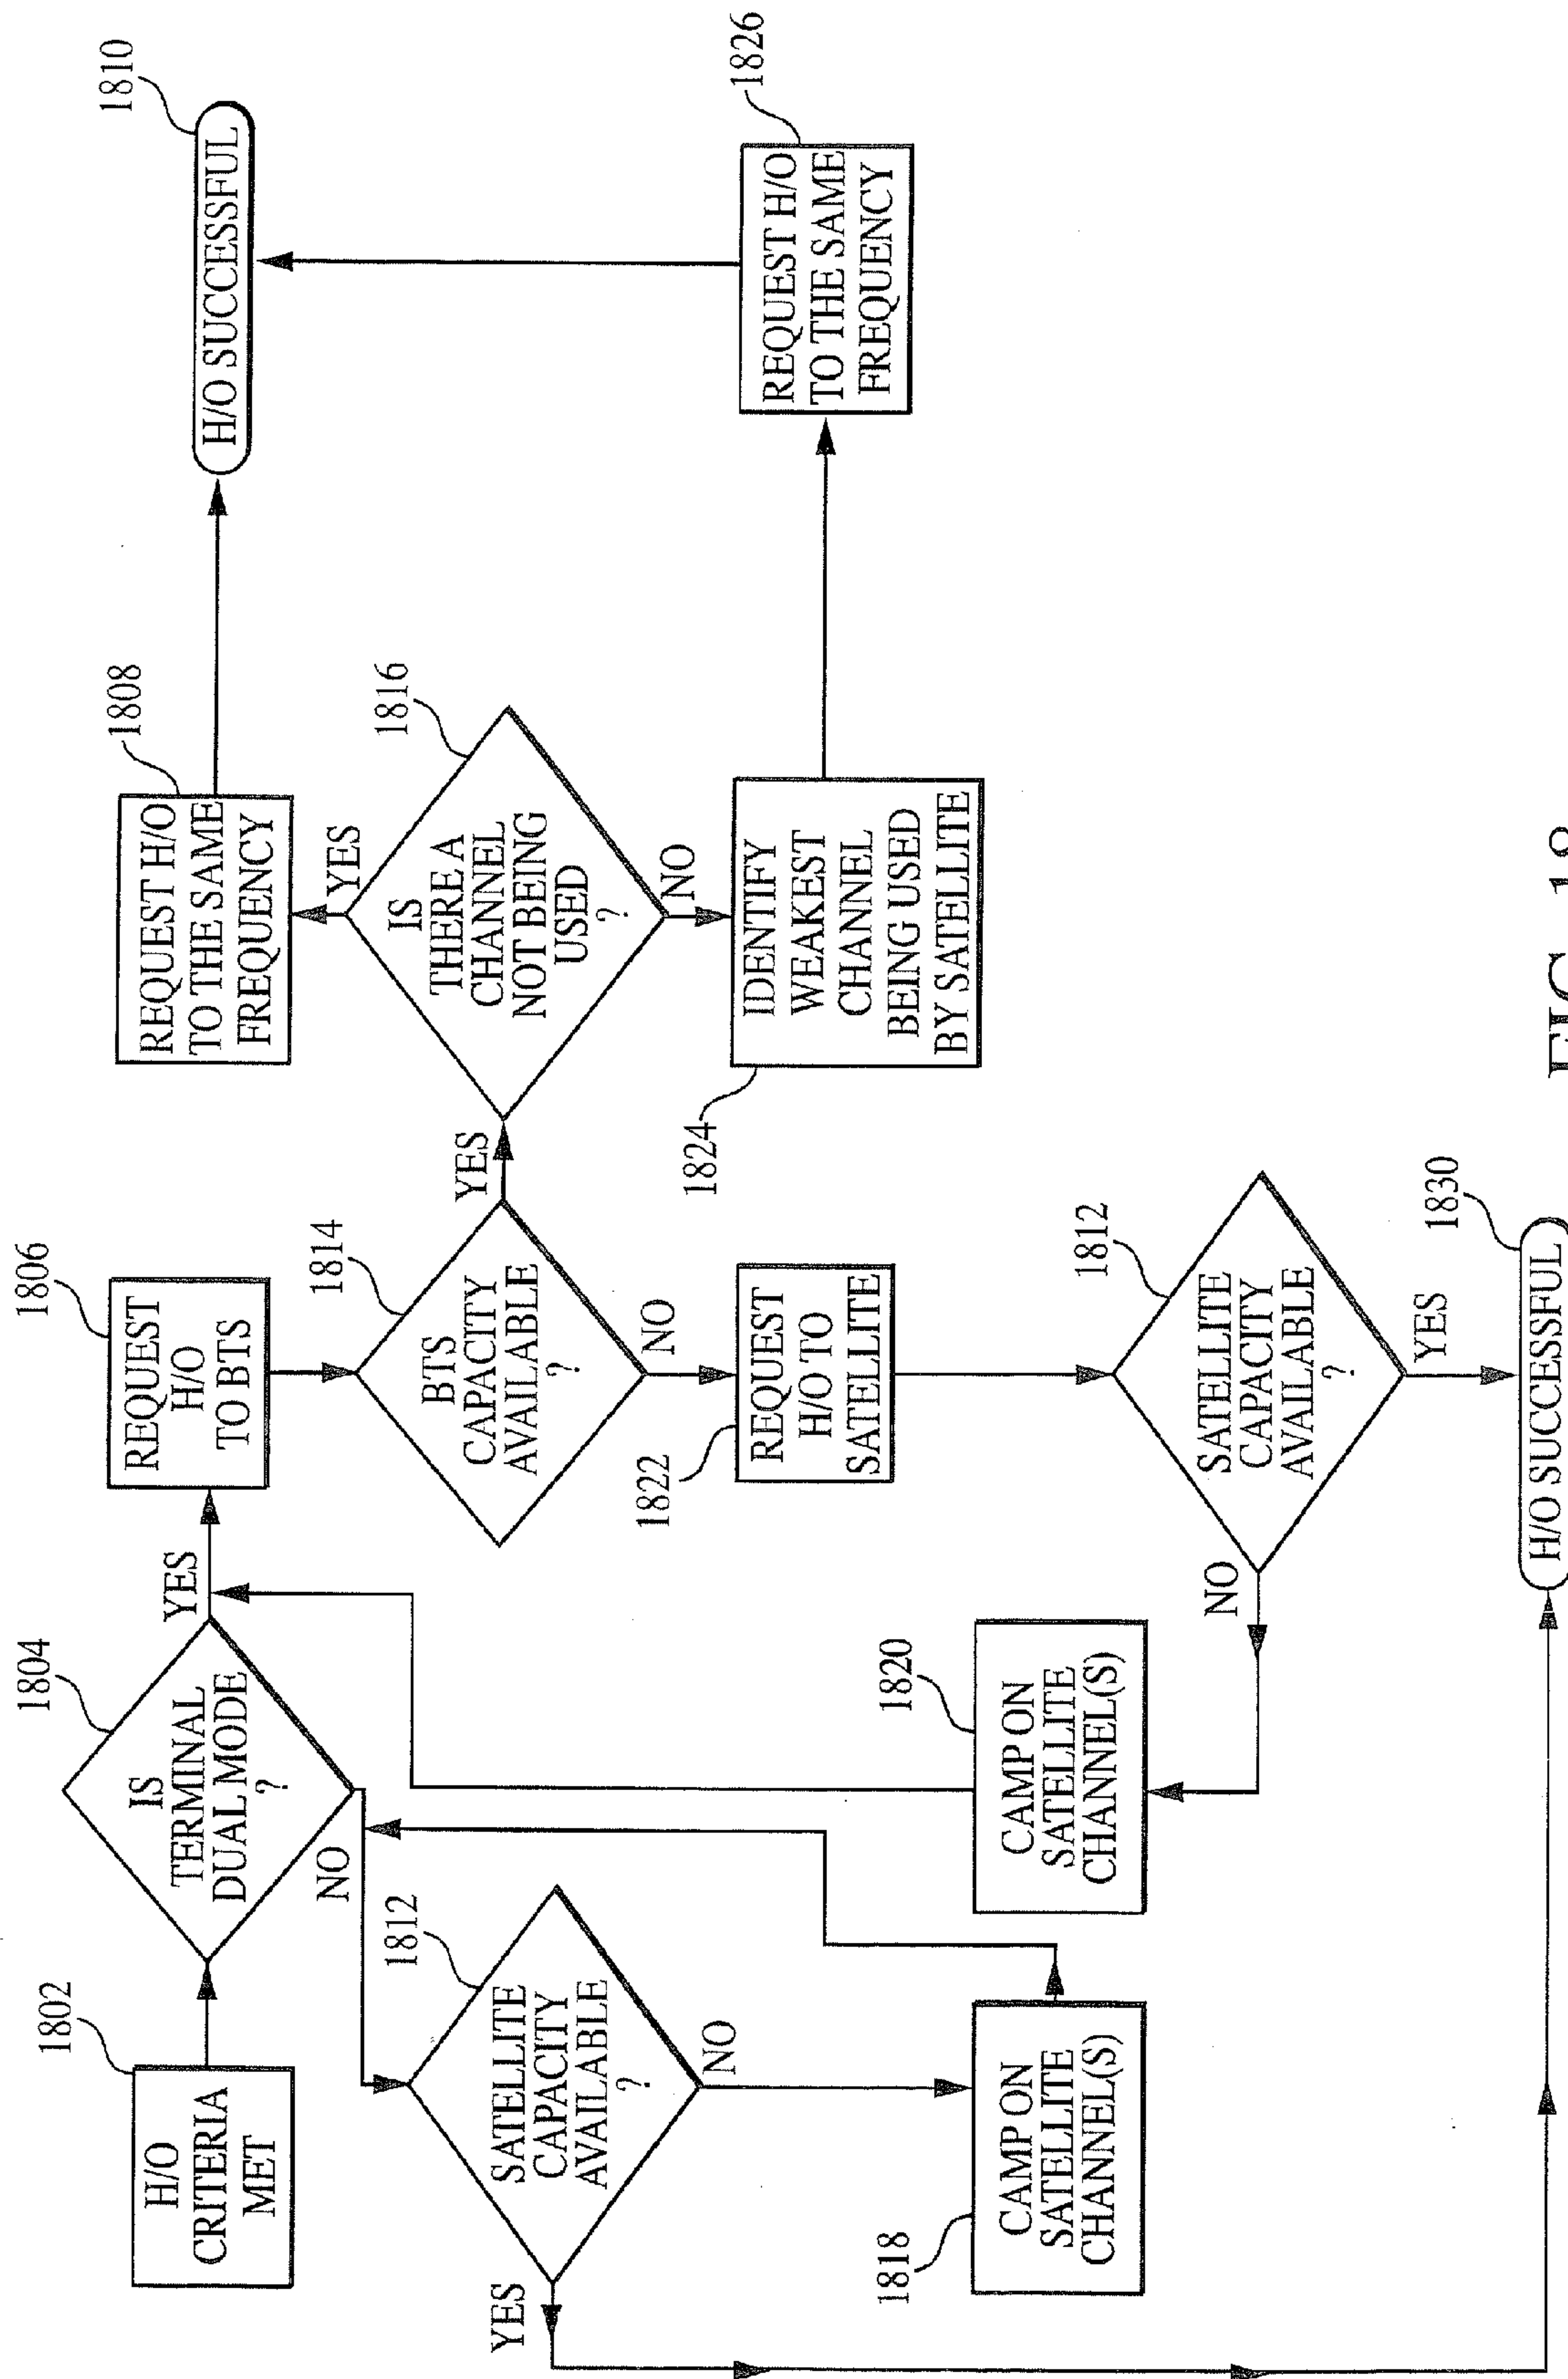 1802
H/O
CRITERIA
MET
1804
IS
TERMINAL
DUAL MODE
?
YES
NO
1806
REQUEST
H/O
TO BTS
1808
REQUEST H/O
TO THE SAME
FREQUENCY
1810
H/O SUCCESSFUL
1812
SATELLITE
CAPACITY
AVAILABLE
?
YES
NO
1814
BTS
CAPACITY
AVAILABLE
?
YES
NO
1816
IS
THERE A
CHANNEL
NOT BEING
USED
?
YES
NO
1818
CAMP ON
SATELLITE
CHANNEL(S)
1820
CAMP ON
SATELLITE
CHANNEL(S)
1822
REQUEST
H/O TO
SATELLITE
1824
IDENTIFY
WEAKEST
CHANNEL
BEING USED
BY SATELLITE
1826
REQUEST H/O
TO THE SAME
FREQUENCY
1812
SATELLITE
CAPACITY
AVAILABLE
?
NO
YES
1830
H/O SUCCESSFUL
FIG. 18